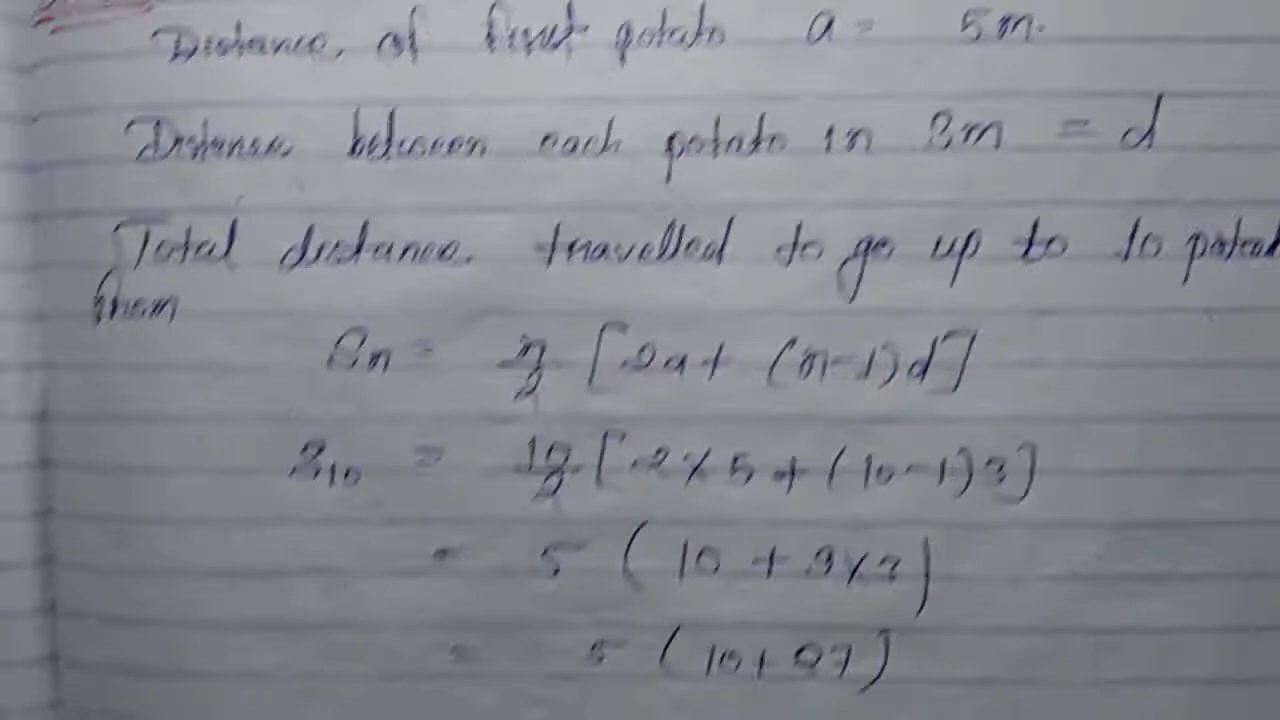 Distance of first potato a = 5m.
Distance between each potato in 3m = d
Total distance travelled to go up to 10 potat
them
Sn = n/2 [2a + (n-1)d]
S10 = 10/2 [2 × 5 + (10-1)3]
= 5 (10 + 9×3)
= 5 (10+27)